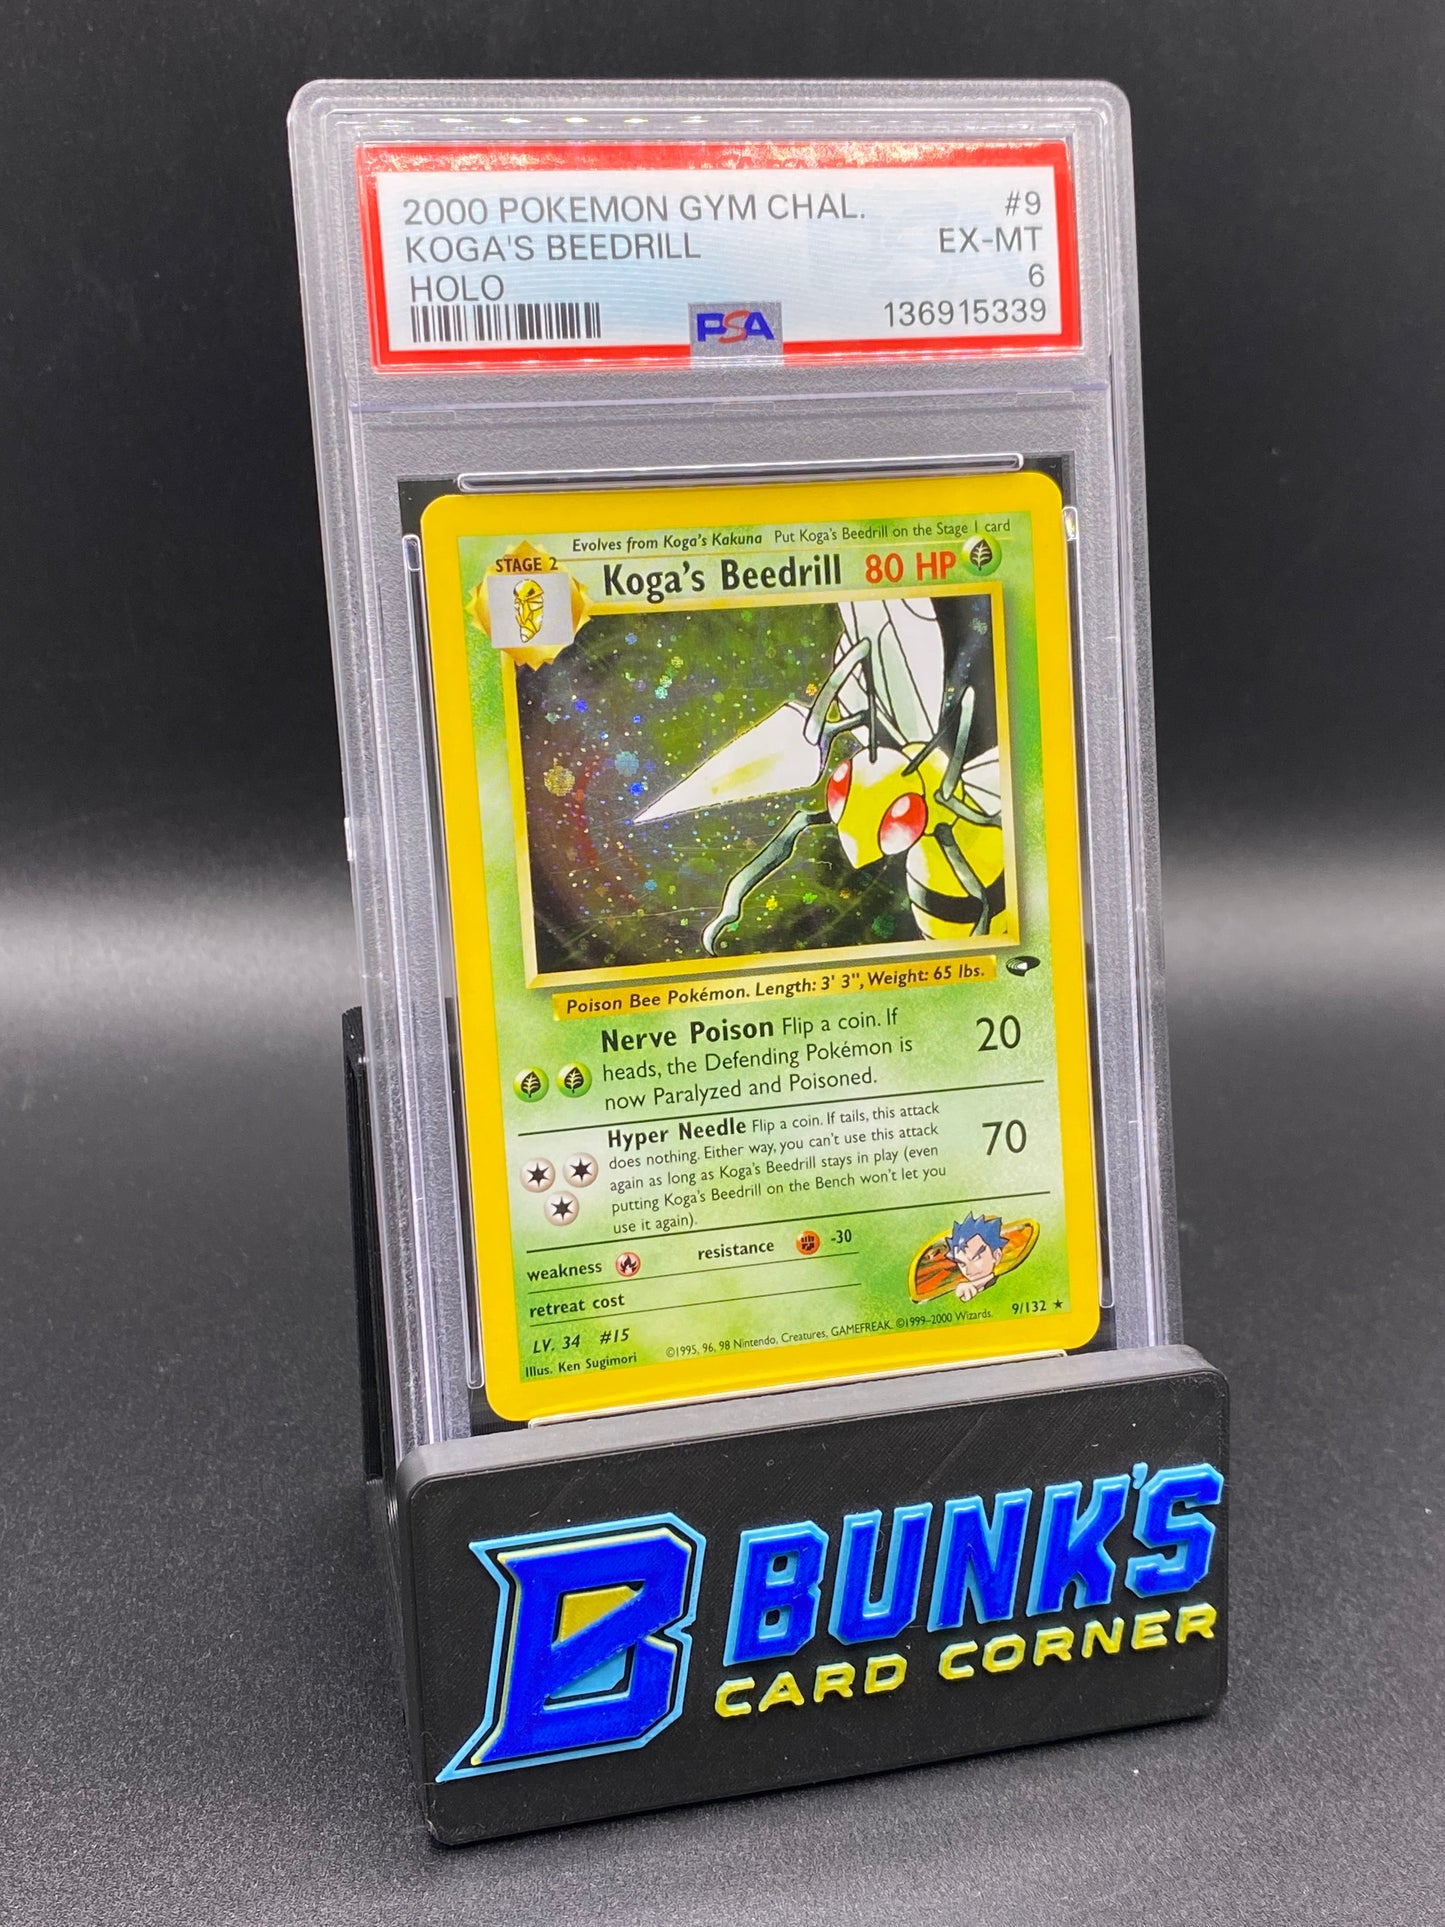 2000 POKEMON GYM CHAL. #9
KOGA'S BEEDRILL EX-MT
HOLO 6
PSA 136915339
Evolves from Koga's Kakuna Put Koga's Beedrill on the Stage 1 card
STAGE 2
Koga's Beedrill 80 HP
Poison Bee Pokémon. Length: 3' 3", Weight: 65 lbs.
Nerve Poison Flip a coin. If
heads, the Defending Pokémon is
now Paralyzed and Poisoned.
20
Hyper Needle Flip a coin. If tails, this attack
does nothing. Either way, you can't use this attack
again as long as Koga's Beedrill stays in play (even
putting Koga's Beedrill on the Bench won't let you
use it again).
70
weakness resistance -30
retreat cost
LV. 34 #15
Illus. Ken Sugimori ©1995, 96, 98 Nintendo, Creatures, GAMEFREAK. ©1999-2000 Wizards. 9/132 ★
B BUNK'S
CARD CORNER